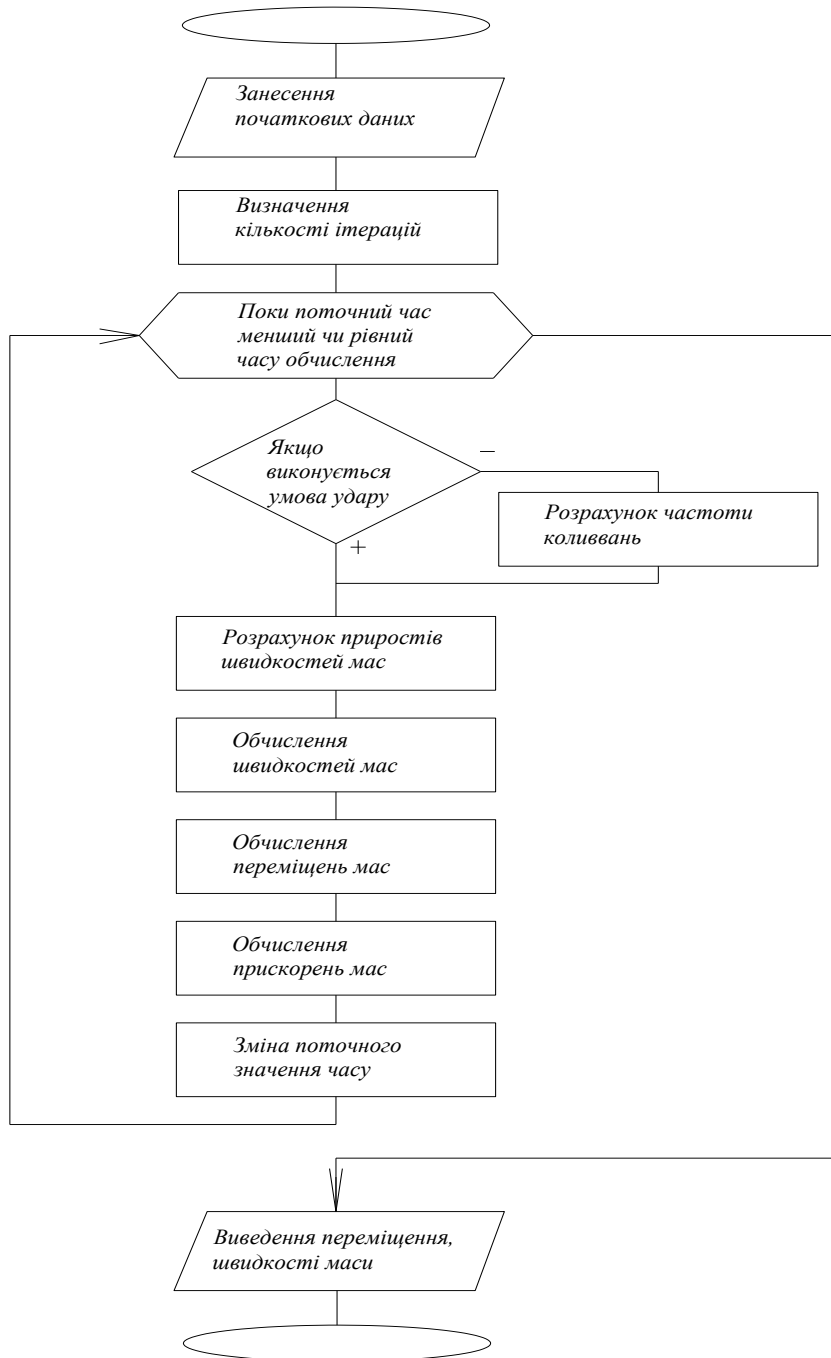 Занесення
початкових даних
Визначення
кількості ітерацій
Поки поточний час
менший чи рівний
часу обчислення
Якщо
виконується
умова удару
–
+
Розрахунок частоти
коливвань
Розрахунок приростів
швидкостей мас
Обчислення
швидкостей мас
Обчислення
переміщень мас
Обчислення
прискорень мас
Зміна поточного
значення часу
Виведення переміщення,
швидкості маси